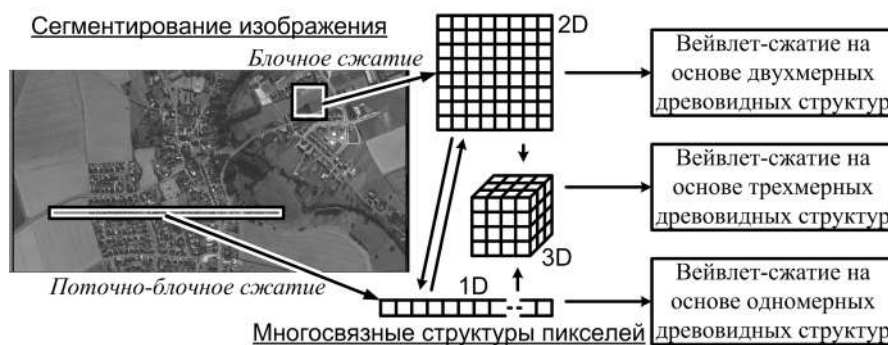 Сегментирование изображения
Блочное сжатие
2D
Вейвлет-сжатие на
основе двухмерных
древовидных структур
Вейвлет-сжатие на
основе трехмерных
древовидных структур
3D
Поточно-блочное сжатие
1D
Вейвлет-сжатие на
основе одномерных
древовидных структур
Многосвязные структуры пикселей